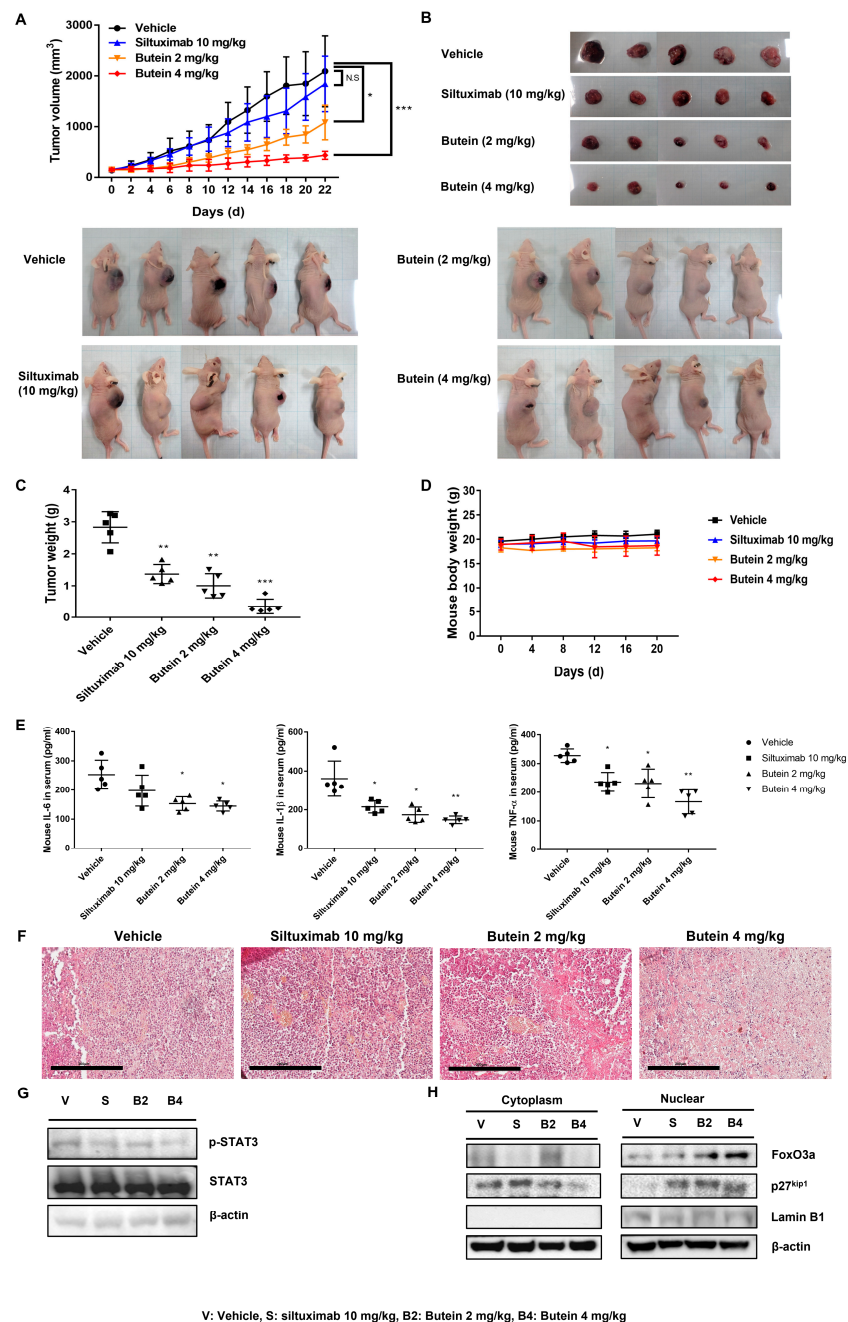 A
Tumor volume (mm3)
3000
2000
1000
0
Vehicle
Siltuximab 10 mg/kg
Butein 2 mg/kg
Butein 4 mg/kg
N.S
*
***
0 2 4 6 8 10 12 14 16 18 20 22
Days (d)
B
Vehicle
Siltuximab (10 mg/kg)
Butein (2 mg/kg)
Butein (4 mg/kg)
Vehicle
Siltuximab
(10 mg/kg)
Butein (2 mg/kg)
Butein (4 mg/kg)
C
Tumor weight (g)
4
3
2
1
0
**
**
***
Vehicle
Siltuximab 10 mg/kg
Butein 2 mg/kg
Butein 4 mg/kg
D
Mouse body weight (g)
30
25
20
15
10
5
0
0 4 8 12 16 20
Days (d)
Vehicle
Siltuximab 10 mg/kg
Butein 2 mg/kg
Butein 4 mg/kg
E
Mouse IL-6 in serum (pg/ml)
400
300
200
100
0
*
*
Vehicle
Siltuximab 10 mg/kg
Butein 2 mg/kg
Butein 4 mg/kg
Mouse IL-1β in serum (pg/ml)
600
400
200
0
*
*
**
Vehicle
Siltuximab 10 mg/kg
Butein 2 mg/kg
Butein 4 mg/kg
Mouse TNF-α in serum (pg/ml)
400
300
200
100
0
*
*
**
Vehicle
Siltuximab 10 mg/kg
Butein 2 mg/kg
Butein 4 mg/kg
Vehicle
Siltuximab 10 mg/kg
Butein 2 mg/kg
Butein 4 mg/kg
F
Vehicle Siltuximab 10 mg/kg Butein 2 mg/kg Butein 4 mg/kg
G
V S B2 B4
p-STAT3
STAT3
β-actin
H
Cytoplasm Nuclear
V S B2 B4 V S B2 B4
FoxO3a
p27kip1
Lamin B1
β-actin
V: Vehicle, S: siltuximab 10 mg/kg, B2: Butein 2 mg/kg, B4: Butein 4 mg/kg